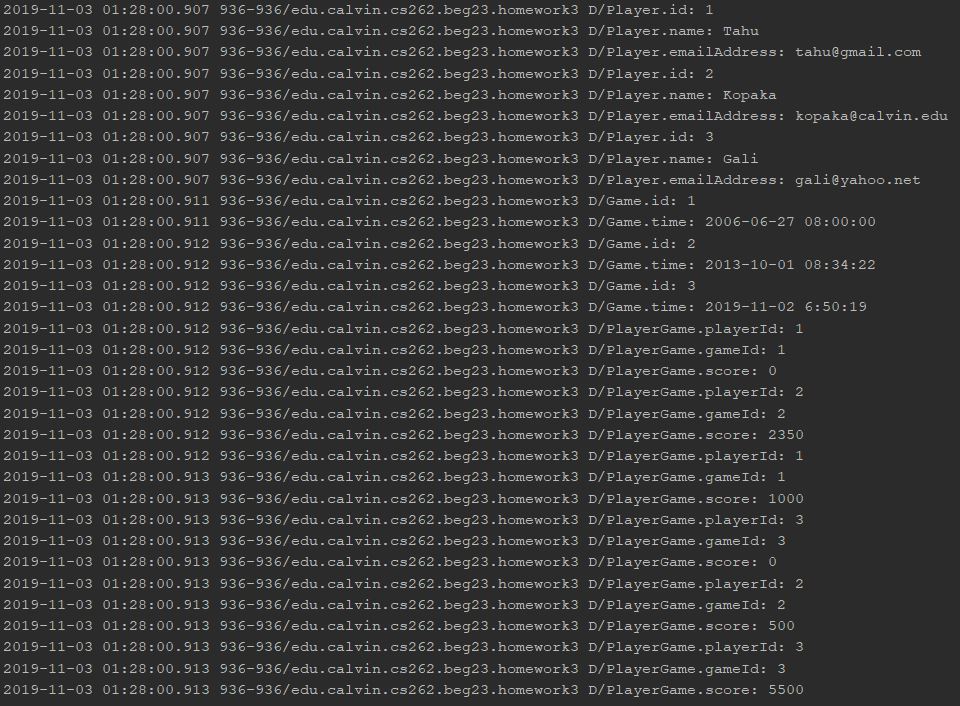 2019-11-03 01:28:00.907 936-936/edu.calvin.cs262.beg23.homework3 D/Player.id: 1
2019-11-03 01:28:00.907 936-936/edu.calvin.cs262.beg23.homework3 D/Player.name: Tahu
2019-11-03 01:28:00.907 936-936/edu.calvin.cs262.beg23.homework3 D/Player.emailAddress: tahu@gmail.com
2019-11-03 01:28:00.907 936-936/edu.calvin.cs262.beg23.homework3 D/Player.id: 2
2019-11-03 01:28:00.907 936-936/edu.calvin.cs262.beg23.homework3 D/Player.name: Kopaka
2019-11-03 01:28:00.907 936-936/edu.calvin.cs262.beg23.homework3 D/Player.emailAddress: kopaka@calvin.edu
2019-11-03 01:28:00.907 936-936/edu.calvin.cs262.beg23.homework3 D/Player.id: 3
2019-11-03 01:28:00.907 936-936/edu.calvin.cs262.beg23.homework3 D/Player.name: Gali
2019-11-03 01:28:00.907 936-936/edu.calvin.cs262.beg23.homework3 D/Player.emailAddress: gali@yahoo.net
2019-11-03 01:28:00.911 936-936/edu.calvin.cs262.beg23.homework3 D/Game.id: 1
2019-11-03 01:28:00.911 936-936/edu.calvin.cs262.beg23.homework3 D/Game.time: 2006-06-27 08:00:00
2019-11-03 01:28:00.912 936-936/edu.calvin.cs262.beg23.homework3 D/Game.id: 2
2019-11-03 01:28:00.912 936-936/edu.calvin.cs262.beg23.homework3 D/Game.time: 2013-10-01 08:34:22
2019-11-03 01:28:00.912 936-936/edu.calvin.cs262.beg23.homework3 D/Game.id: 3
2019-11-03 01:28:00.912 936-936/edu.calvin.cs262.beg23.homework3 D/Game.time: 2019-11-02 6:50:19
2019-11-03 01:28:00.912 936-936/edu.calvin.cs262.beg23.homework3 D/PlayerGame.playerId: 1
2019-11-03 01:28:00.912 936-936/edu.calvin.cs262.beg23.homework3 D/PlayerGame.gameId: 1
2019-11-03 01:28:00.912 936-936/edu.calvin.cs262.beg23.homework3 D/PlayerGame.score: 0
2019-11-03 01:28:00.912 936-936/edu.calvin.cs262.beg23.homework3 D/PlayerGame.playerId: 2
2019-11-03 01:28:00.912 936-936/edu.calvin.cs262.beg23.homework3 D/PlayerGame.gameId: 2
2019-11-03 01:28:00.912 936-936/edu.calvin.cs262.beg23.homework3 D/PlayerGame.score: 2350
2019-11-03 01:28:00.912 936-936/edu.calvin.cs262.beg23.homework3 D/PlayerGame.playerId: 1
2019-11-03 01:28:00.913 936-936/edu.calvin.cs262.beg23.homework3 D/PlayerGame.gameId: 1
2019-11-03 01:28:00.913 936-936/edu.calvin.cs262.beg23.homework3 D/PlayerGame.score: 1000
2019-11-03 01:28:00.913 936-936/edu.calvin.cs262.beg23.homework3 D/PlayerGame.playerId: 3
2019-11-03 01:28:00.913 936-936/edu.calvin.cs262.beg23.homework3 D/PlayerGame.gameId: 3
2019-11-03 01:28:00.913 936-936/edu.calvin.cs262.beg23.homework3 D/PlayerGame.score: 0
2019-11-03 01:28:00.913 936-936/edu.calvin.cs262.beg23.homework3 D/PlayerGame.playerId: 2
2019-11-03 01:28:00.913 936-936/edu.calvin.cs262.beg23.homework3 D/PlayerGame.gameId: 2
2019-11-03 01:28:00.913 936-936/edu.calvin.cs262.beg23.homework3 D/PlayerGame.score: 500
2019-11-03 01:28:00.913 936-936/edu.calvin.cs262.beg23.homework3 D/PlayerGame.playerId: 3
2019-11-03 01:28:00.913 936-936/edu.calvin.cs262.beg23.homework3 D/PlayerGame.gameId: 3
2019-11-03 01:28:00.913 936-936/edu.calvin.cs262.beg23.homework3 D/PlayerGame.score: 5500